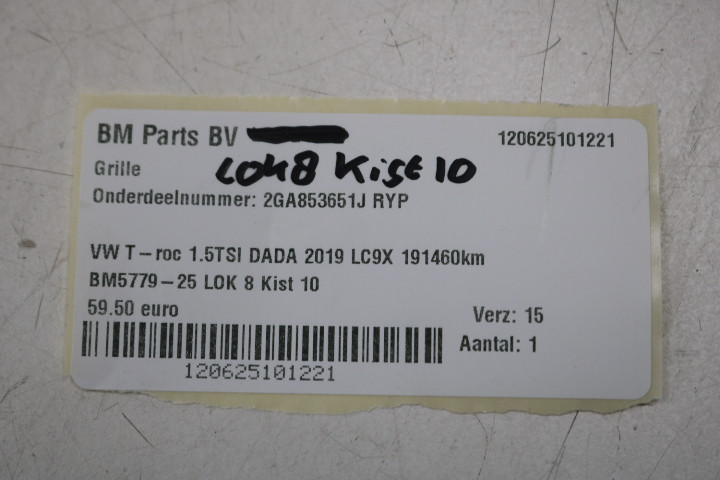 BM Parts BV 120625101221
Grille LOK8 Kist 10
Onderdeelnummer: 2GA853651J RYP
VW T-roc 1.5TSI DADA 2019 LC9X 191460km
BM5779-25 LOK 8 Kist 10
59.50 euro Verz: 15
Aantal: 1
120625101221